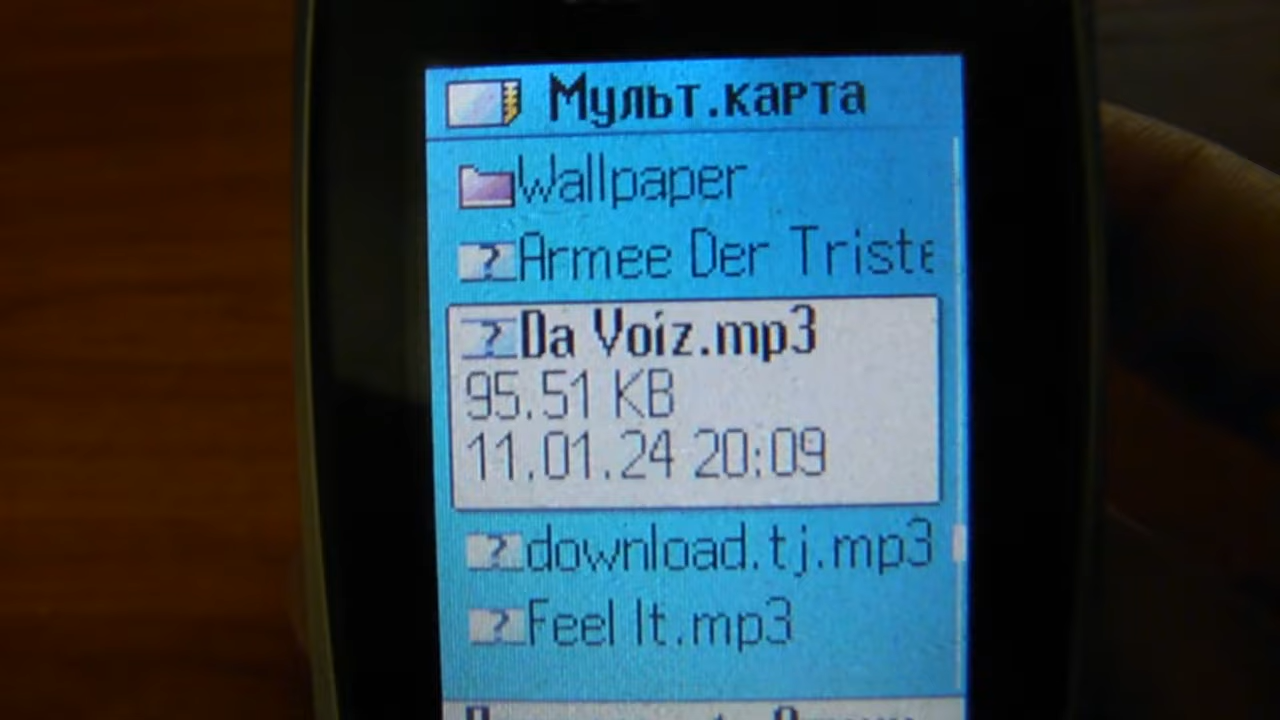 Мульт.карта
Wallpaper
Armee Der Triste
Da Voiz.mp3
95.51 KB
11.01.24 20:09
download.tj.mp3
Feel It.mp3